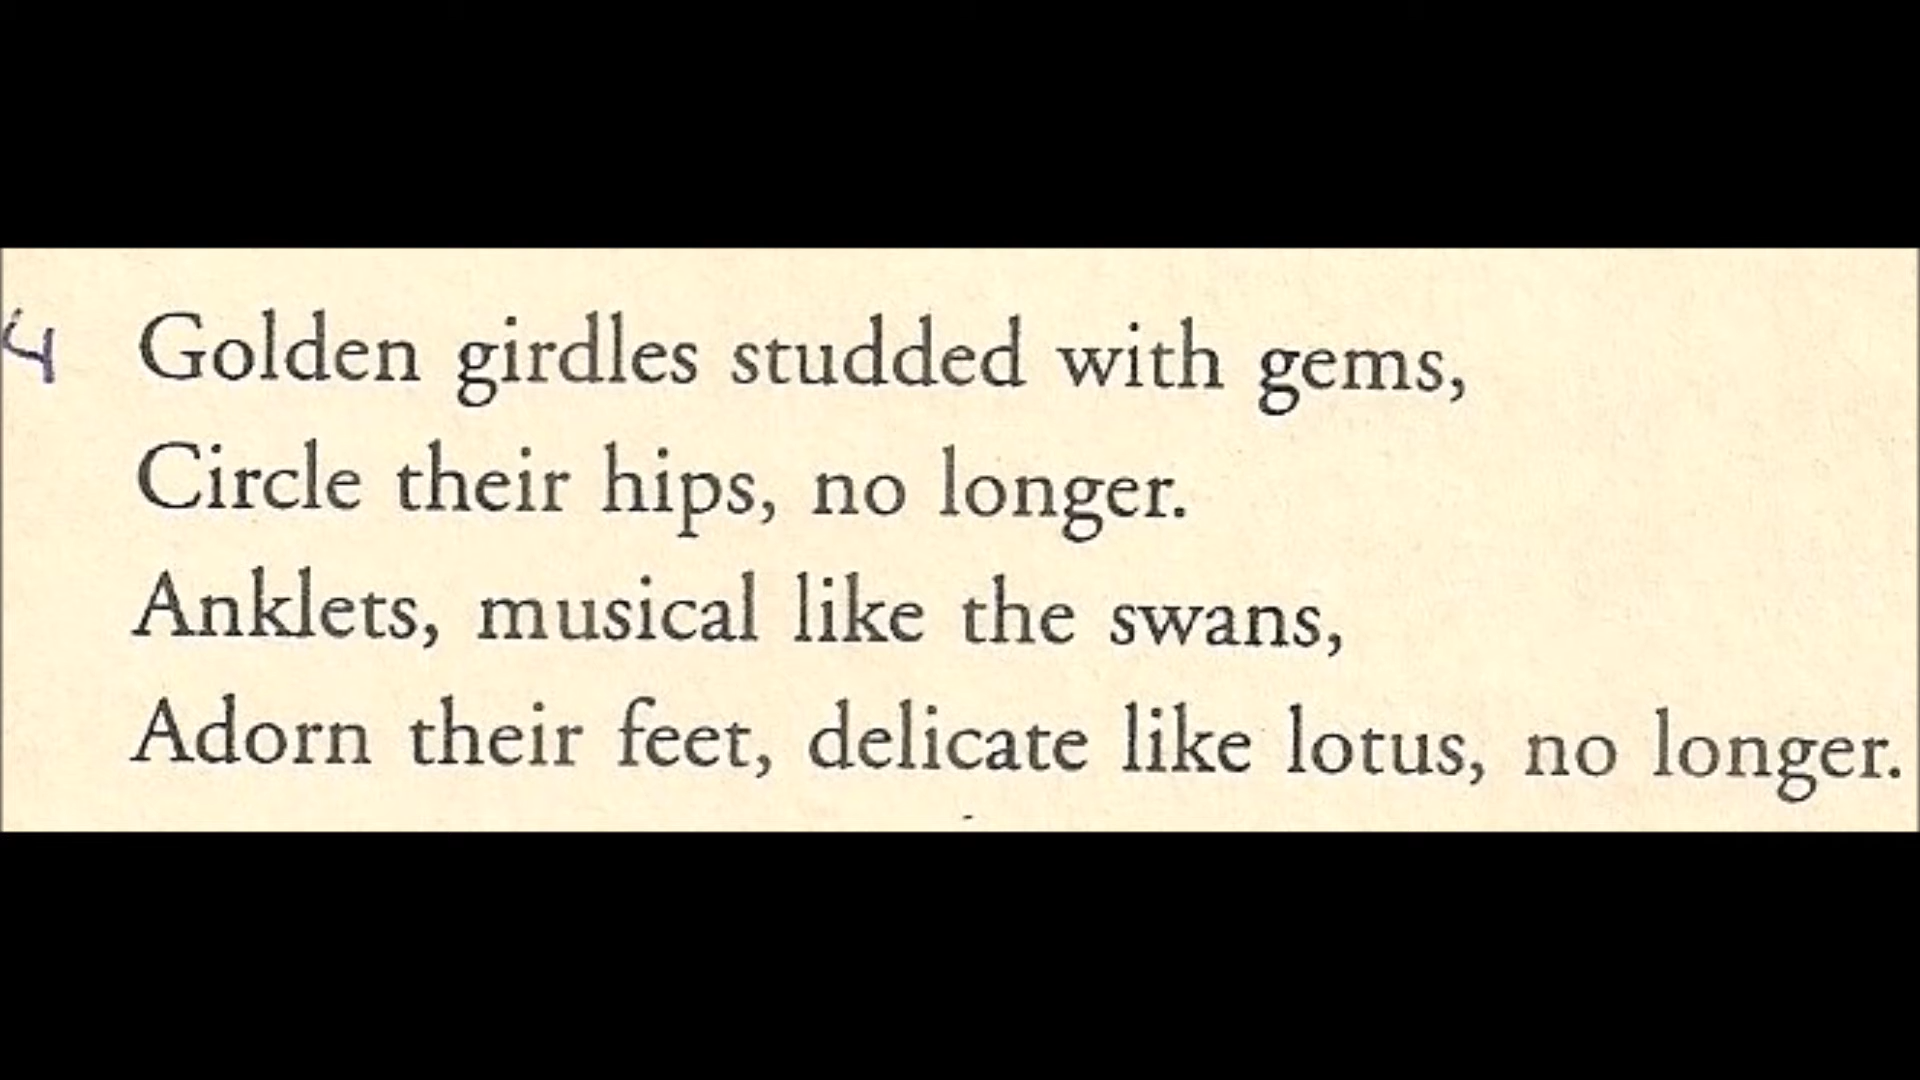 4 Golden girdles studded with gems,
Circle their hips, no longer.
Anklets, musical like the swans,
Adorn their feet, delicate like lotus, no longer.